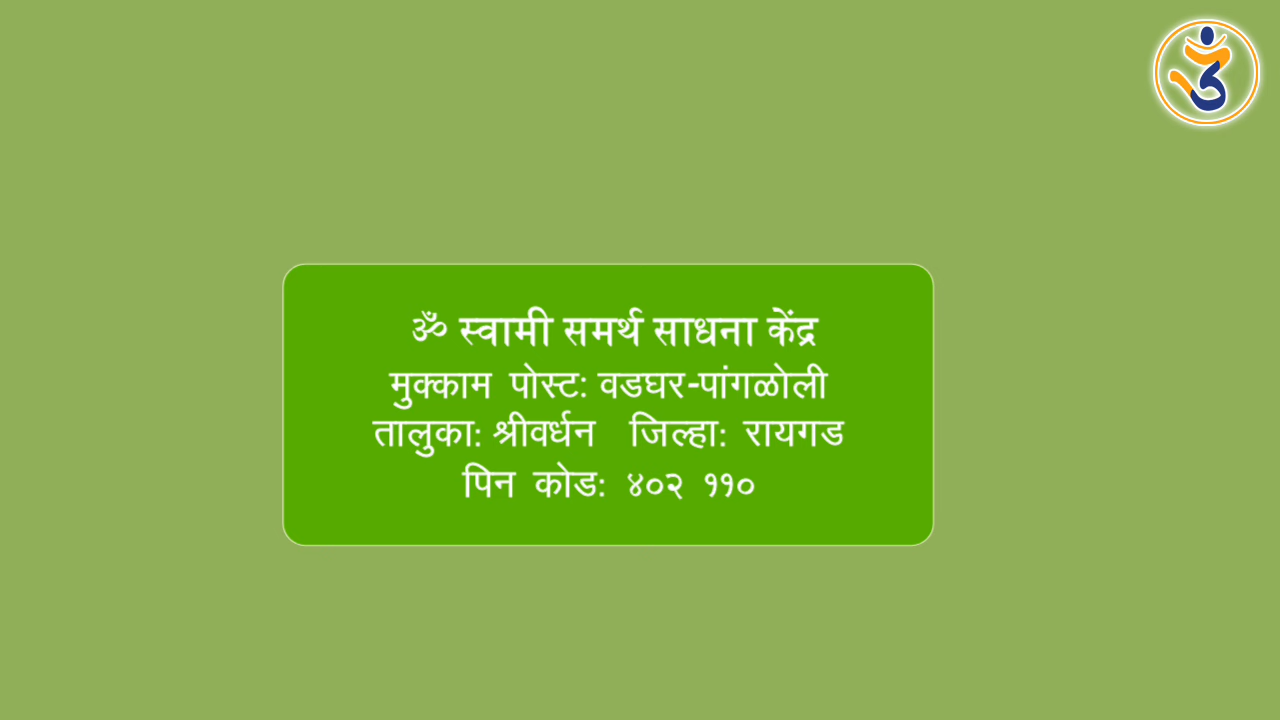 ॐ स्वामी समर्थ साधना केंद्र
मुक्काम पोस्ट: वडघर-पांगळोली
तालुका: श्रीवर्धन जिल्हा: रायगड
पिन कोड: ४०२ ११०